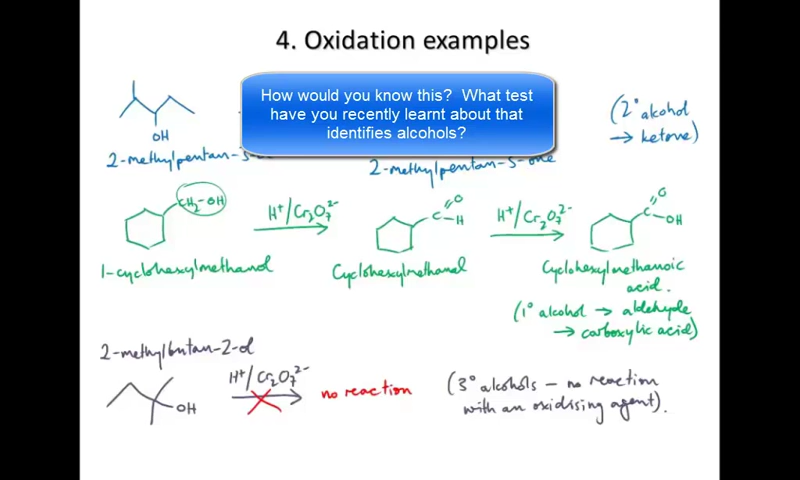 4. Oxidation examples
How would you know this? What test
have you recently learnt about that
identifies alcohols?
OH
2-methylpentan-3-
(2° alcohol
→ ketone)
2-methylpentan-3-one
CH₂-OH
H⁺/Cr₂O₇²⁻
O
C-H
H⁺/Cr₂O₇²⁻
O
C-OH
1-cyclohexylmethanol
Cyclohexylmethanal
Cyclohexylmethanoic
acid.
(1° alcohol → aldehyde
→ carboxylic acid)
2-methylbutan-2-ol
OH
H⁺/Cr₂O₇²⁻
no reaction
(3° alcohols – no reaction
with an oxidising agent).